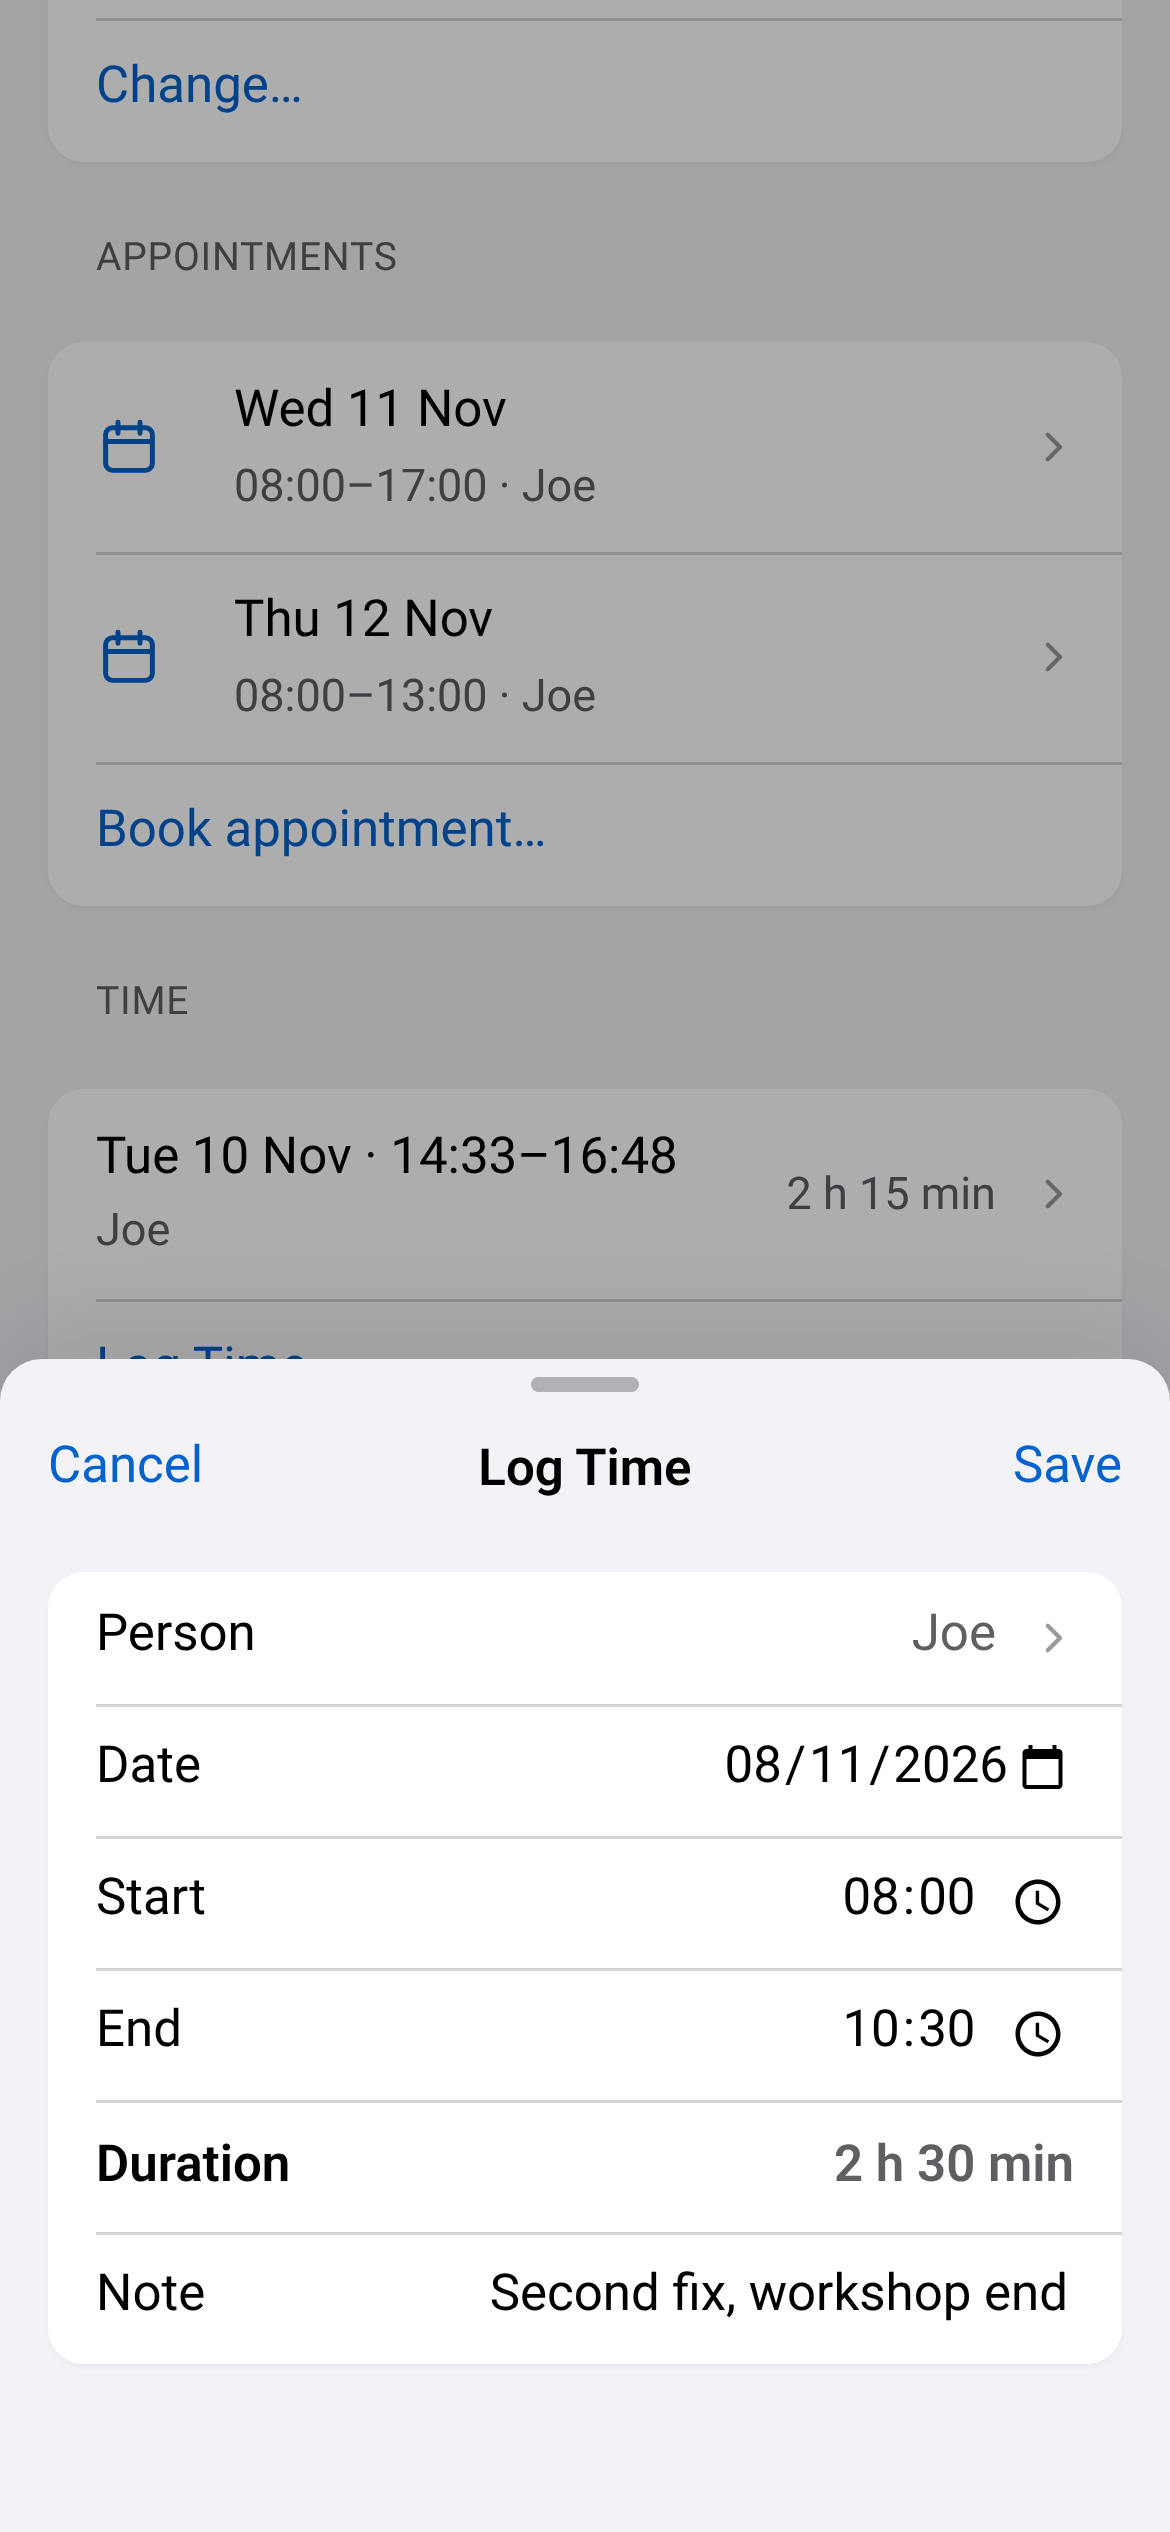 Change…
APPOINTMENTS
Wed 11 Nov
08:00–17:00 · Joe
Thu 12 Nov
08:00–13:00 · Joe
Book appointment…
TIME
Tue 10 Nov · 14:33–16:48
2 h 15 min
Joe
Log Time
Cancel
Log Time
Save
Person
Joe
Date
08/11/2026
Start
08:00
End
10:30
Duration
2 h 30 min
Note
Second fix, workshop end